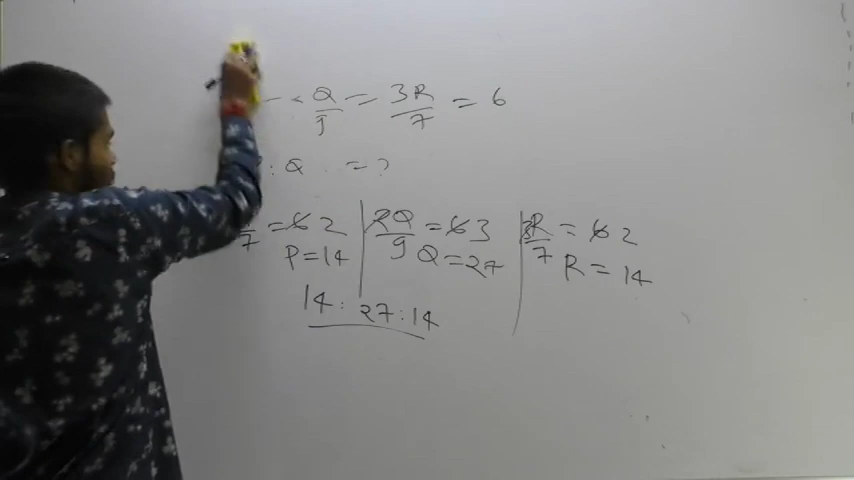 Q/9 = 3R/7 = 6
: Q = ?
7 = 6 2 | 2Q/9 = 6 3 | 3R/7 = 6 2
P = 14 | Q = 27 | R = 14
14 : 27 : 14